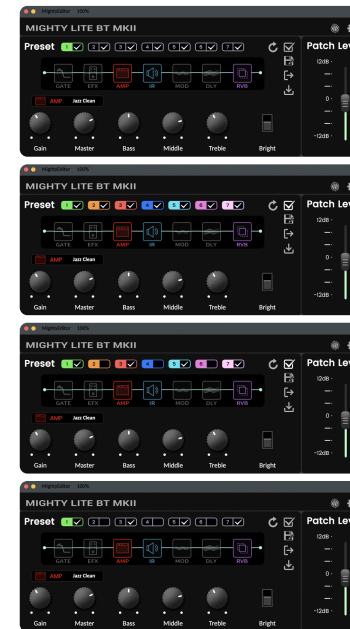 MightyEditor 100%
MIGHTY LITE BT MKII
Preset 1 2 3 4 5 6 7 Patch Lev
12dB
GATE EFX AMP IR MOD DLY RVB
0
AMP Jazz Clean
-12dB
Gain Master Bass Middle Treble Bright
MightyEditor 100%
MIGHTY LITE BT MKII
Preset 1 2 3 4 5 6 7 Patch Lev
12dB
GATE EFX AMP IR MOD DLY RVB
0
AMP Jazz Clean
-12dB
Gain Master Bass Middle Treble Bright
MightyEditor 100%
MIGHTY LITE BT MKII
Preset 1 2 3 4 5 6 7 Patch Lev
12dB
GATE EFX AMP IR MOD DLY RVB
0
AMP Jazz Clean
-12dB
Gain Master Bass Middle Treble Bright
MightyEditor 100%
MIGHTY LITE BT MKII
Preset 1 2 3 4 5 6 7 Patch Lev
12dB
GATE EFX AMP IR MOD DLY RVB
0
AMP Jazz Clean
-12dB
Gain Master Bass Middle Treble Bright